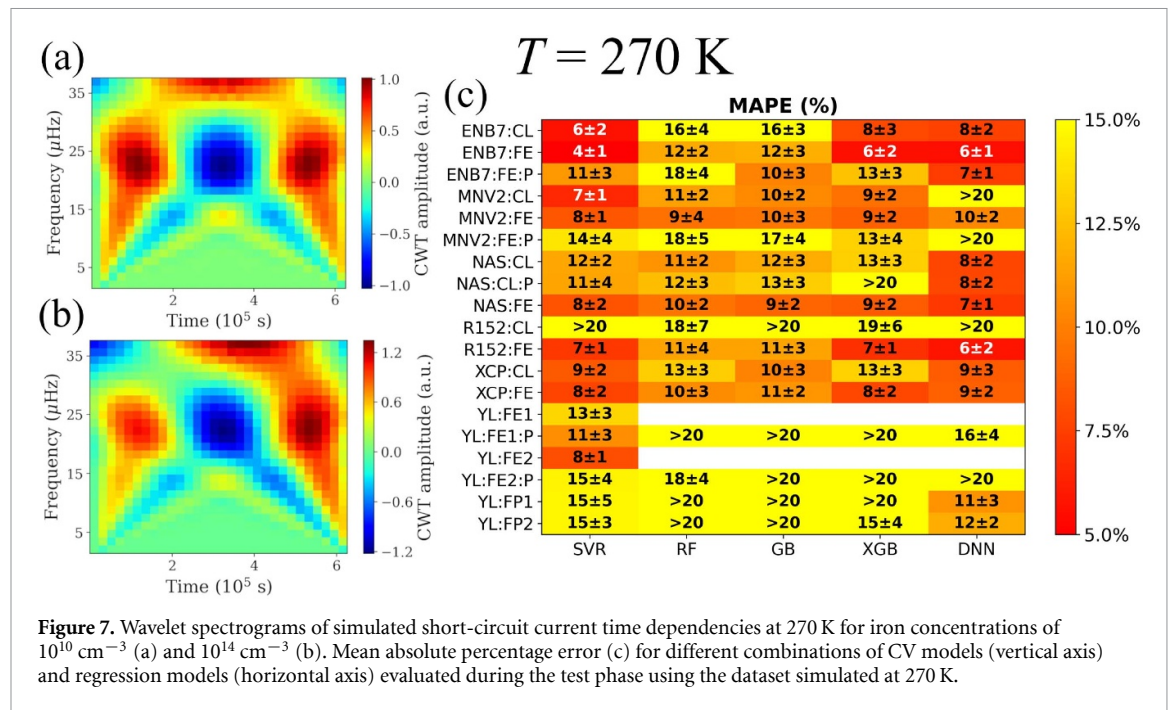 T = 270 K
(a)
Frequency (μHz)
35
25
15
5
2
4
6
Time (10⁵ s)
1.0
0.5
0.0
−0.5
−1.0
CWT amplitude (a.u.)
(b)
Frequency (μHz)
35
25
15
5
2
4
6
Time (10⁵ s)
1.2
0.6
0.0
−0.6
−1.2
CWT amplitude (a.u.)
(c)
MAPE (%)
ENB7:CL 6±2 16±4 16±3 8±3 8±2
ENB7:FE 4±1 12±2 12±3 6±2 6±1
ENB7:FE:P 11±3 18±4 10±3 13±3 7±1
MNV2:CL 7±1 11±2 10±2 9±2 >20
MNV2:FE 8±1 9±4 10±3 9±2 10±2
MNV2:FE:P 14±4 18±5 17±4 13±4 >20
NAS:CL 12±2 11±2 12±3 13±3 8±2
NAS:CL:P 11±4 12±3 13±3 >20 8±2
NAS:FE 8±2 10±2 9±2 9±2 7±1
R152:CL >20 18±7 >20 19±6 >20
R152:FE 7±1 11±4 11±3 7±1 6±2
XCP:CL 9±2 13±3 10±3 13±3 9±3
XCP:FE 8±2 10±3 11±2 8±2 9±2
YL:FE1 13±3
YL:FE1:P 11±3 >20 >20 >20 16±4
YL:FE2 8±1
YL:FE2:P 15±4 18±4 >20 >20 >20
YL:FP1 15±5 >20 >20 >20 11±3
YL:FP2 15±3 >20 >20 15±4 12±2
SVR RF GB XGB DNN
15.0%
12.5%
10.0%
7.5%
5.0%
Figure 7. Wavelet spectrograms of simulated short-circuit current time dependencies at 270 K for iron concentrations of
10¹⁰ cm⁻³ (a) and 10¹⁴ cm⁻³ (b). Mean absolute percentage error (c) for different combinations of CV models (vertical axis)
and regression models (horizontal axis) evaluated during the test phase using the dataset simulated at 270 K.